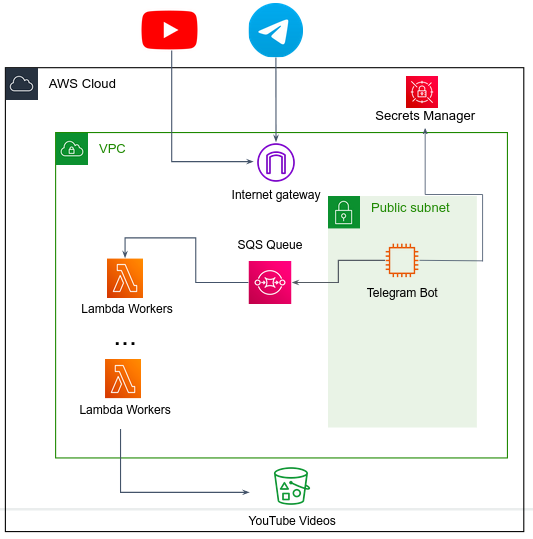 AWS Cloud
Secrets Manager
VPC
Internet gateway
Public subnet
SQS Queue
Telegram Bot
Lambda Workers
...
Lambda Workers
YouTube Videos